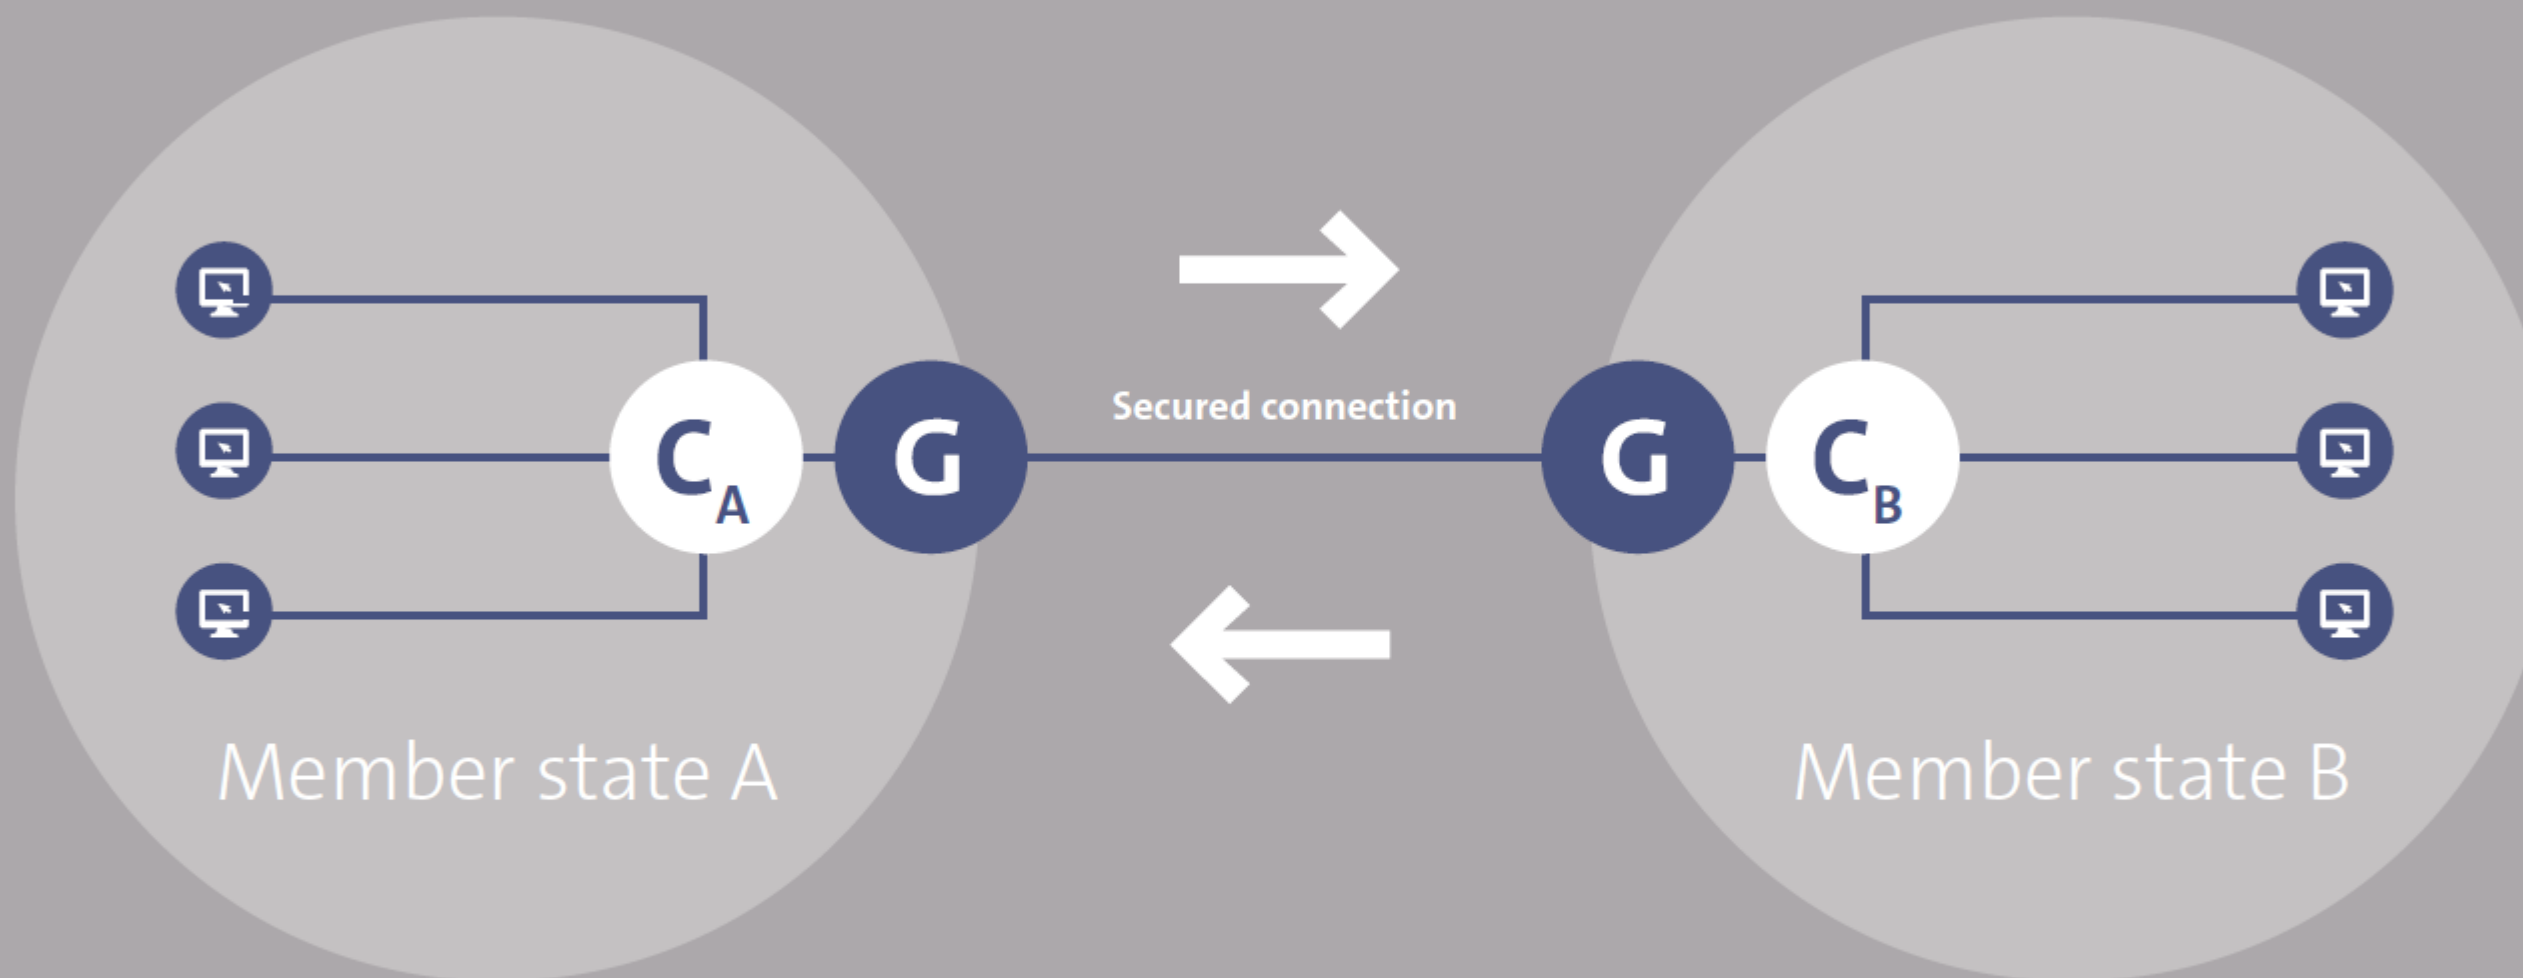 Secured connection
C A
G
G
C B
Member state A
Member state B